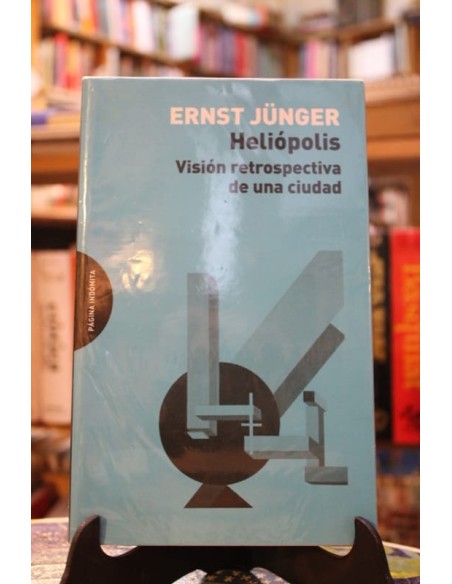 ERNST JÜNGER
Heliópolis
Visión retrospectiva
de una ciudad
PÁGINA INDÓMITA